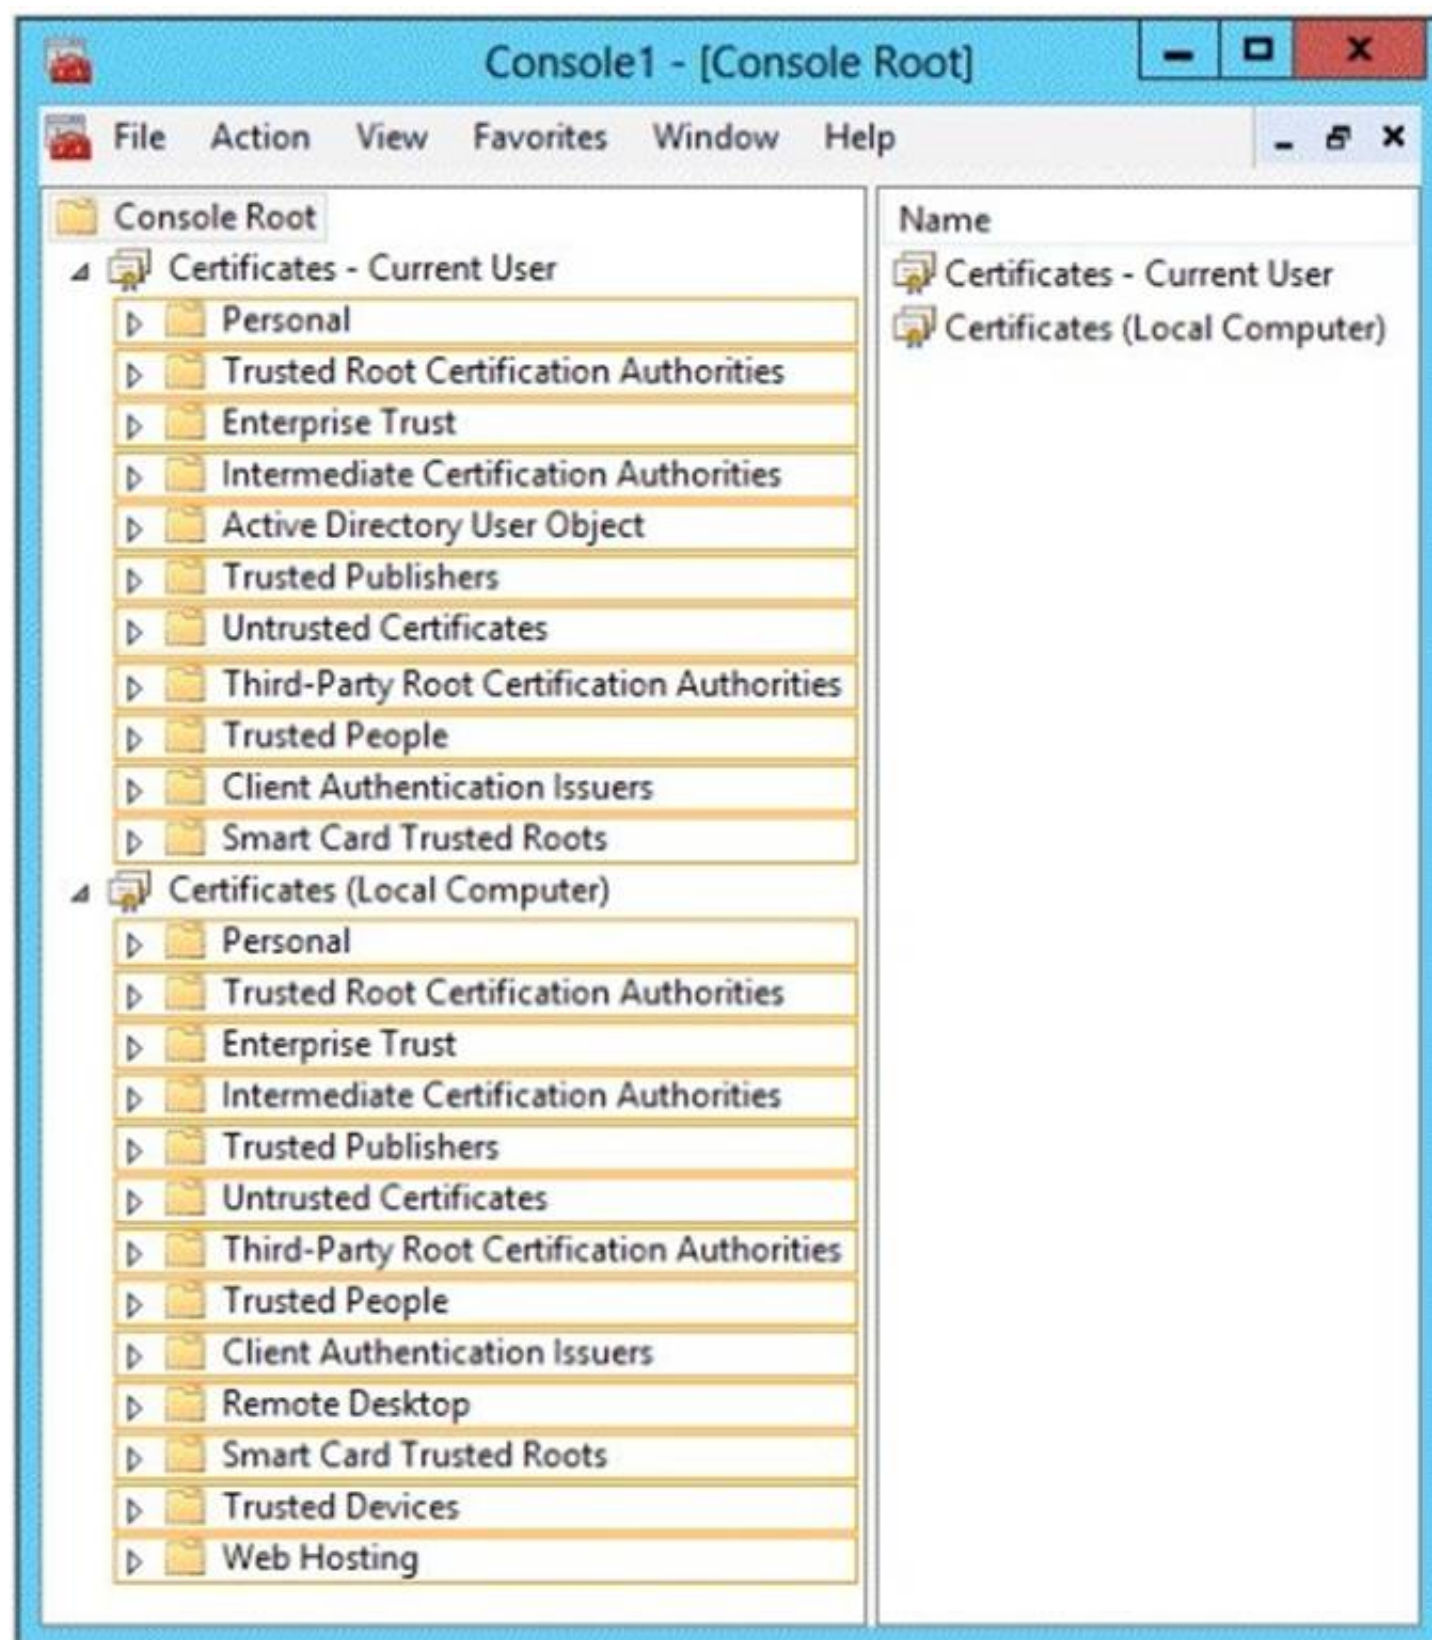 Console1 - [Console Root]
File Action View Favorites Window Help
Console Root
Certificates - Current User
Personal
Trusted Root Certification Authorities
Enterprise Trust
Intermediate Certification Authorities
Active Directory User Object
Trusted Publishers
Untrusted Certificates
Third-Party Root Certification Authorities
Trusted People
Client Authentication Issuers
Smart Card Trusted Roots
Certificates (Local Computer)
Personal
Trusted Root Certification Authorities
Enterprise Trust
Intermediate Certification Authorities
Trusted Publishers
Untrusted Certificates
Third-Party Root Certification Authorities
Trusted People
Client Authentication Issuers
Remote Desktop
Smart Card Trusted Roots
Trusted Devices
Web Hosting
Name
Certificates - Current User
Certificates (Local Computer)